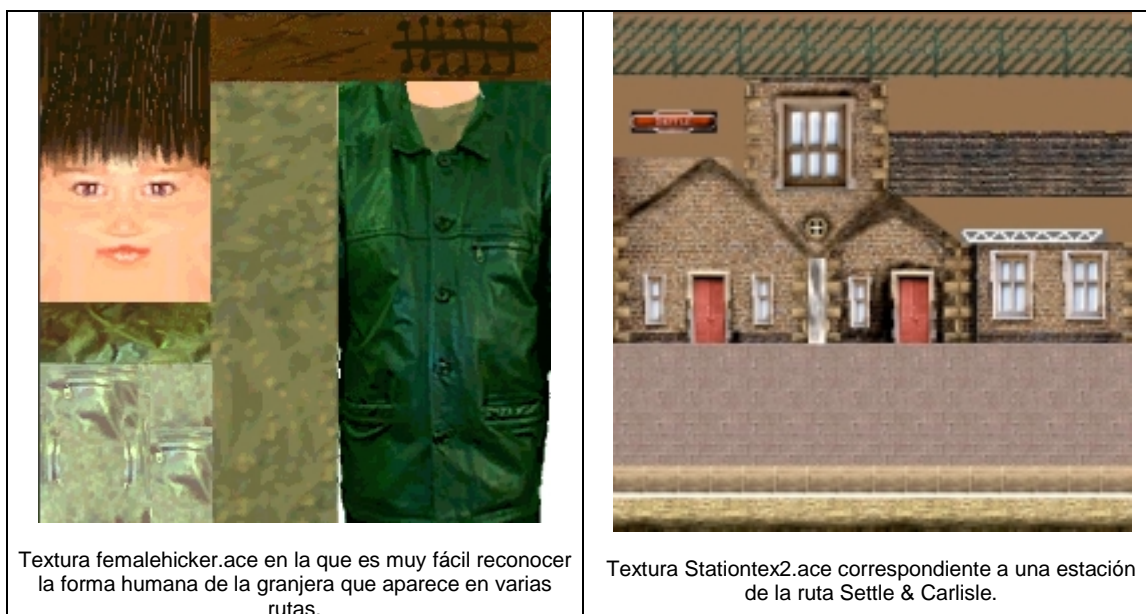 SETTLE
Textura femalehicker.ace en la que es muy fácil reconocer
la forma humana de la granjera que aparece en varias
rutas.
Textura Stationtex2.ace correspondiente a una estación
de la ruta Settle & Carlisle.